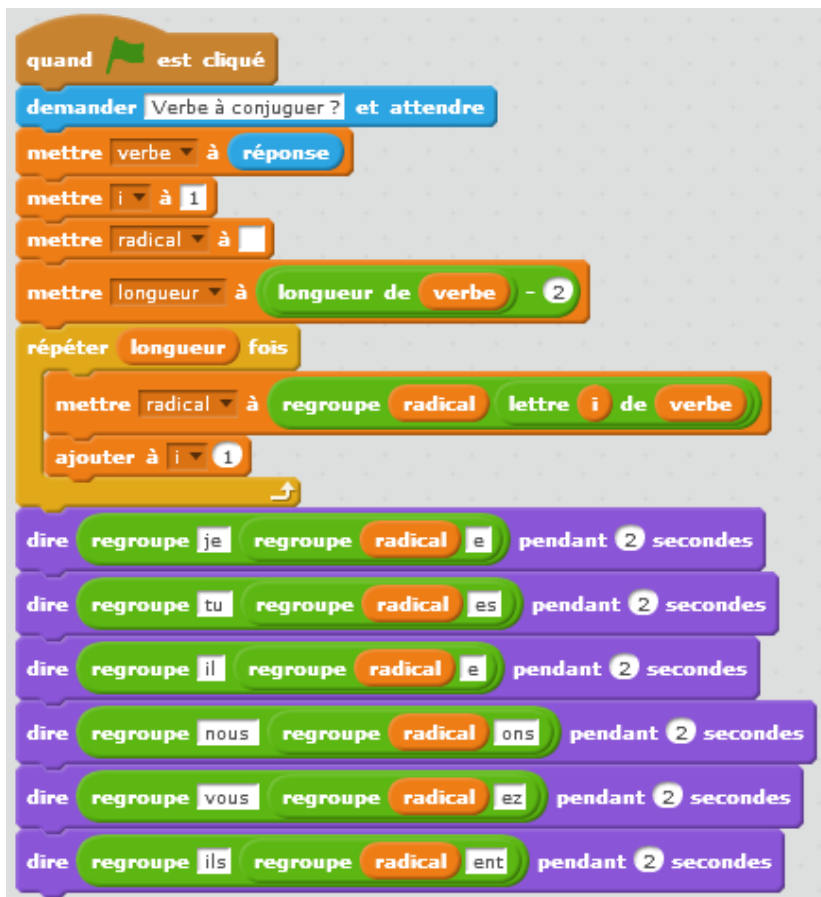 quand est cliqué
demander Verbe à conjuguer ? et attendre
mettre verbe à réponse
mettre i à 1
mettre radical à
mettre longueur à longueur de verbe - 2
répéter longueur fois
mettre radical à regroupe radical lettre i de verbe
ajouter à i 1
dire regroupe je regroupe radical e pendant 2 secondes
dire regroupe tu regroupe radical es pendant 2 secondes
dire regroupe il regroupe radical e pendant 2 secondes
dire regroupe nous regroupe radical ons pendant 2 secondes
dire regroupe vous regroupe radical ez pendant 2 secondes
dire regroupe ils regroupe radical ent pendant 2 secondes